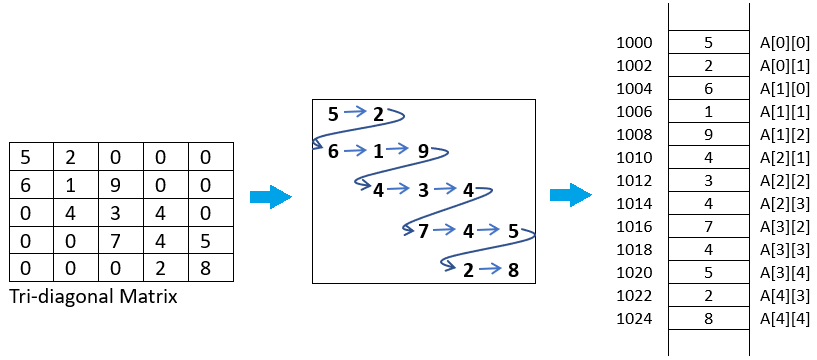 5 2 0 0 0
6 1 9 0 0
0 4 3 4 0
0 0 7 4 5
0 0 0 2 8
Tri-diagonal Matrix
5 2
6 1 9
4 3 4
7 4 5
2 8
1000 5 A[0][0]
1002 2 A[0][1]
1004 6 A[1][0]
1006 1 A[1][1]
1008 9 A[1][2]
1010 4 A[2][1]
1012 3 A[2][2]
1014 4 A[2][3]
1016 7 A[3][2]
1018 4 A[3][3]
1020 5 A[3][4]
1022 2 A[4][3]
1024 8 A[4][4]